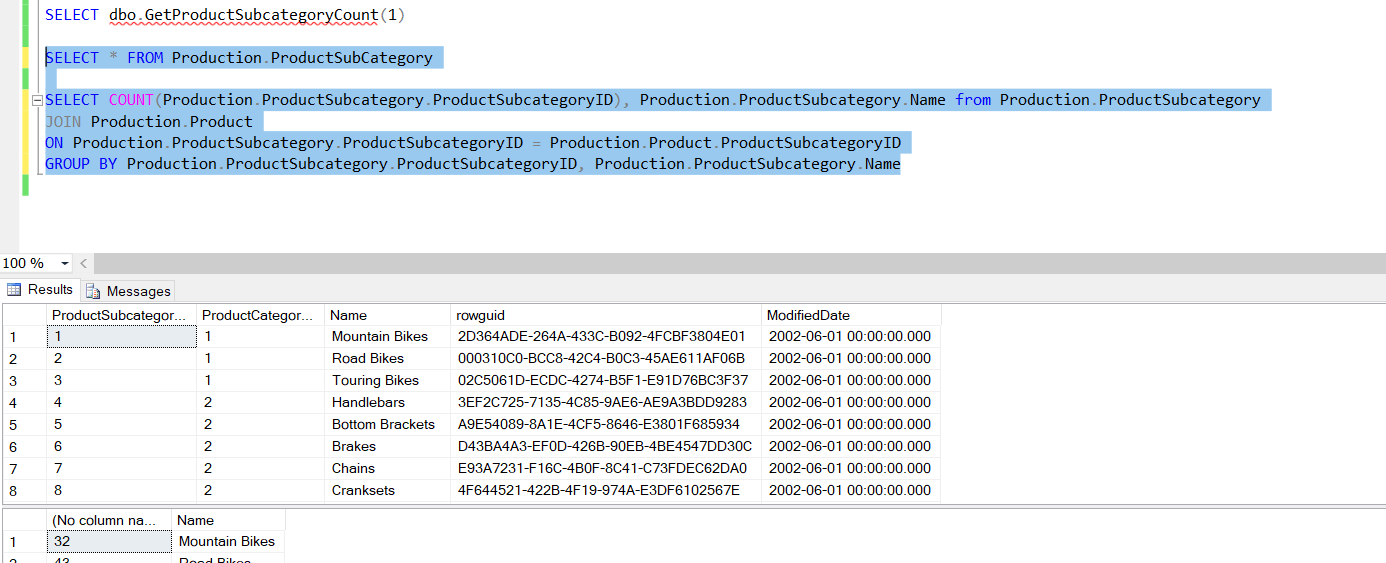 SELECT dbo.GetProductSubcategoryCount(1)
SELECT * FROM Production.ProductSubCategory
SELECT COUNT(Production.ProductSubcategory.ProductSubcategoryID), Production.ProductSubcategory.Name from Production.ProductSubcategory
JOIN Production.Product
ON Production.ProductSubcategory.ProductSubcategoryID = Production.Product.ProductSubcategoryID
GROUP BY Production.ProductSubcategory.ProductSubcategoryID, Production.ProductSubcategory.Name
100 %
Results Messages
ProductSubcategor... ProductCategor... Name rowguid ModifiedDate
1 1 1 Mountain Bikes 2D364ADE-264A-433C-B092-4FCBF3804E01 2002-06-01 00:00:00.000
2 2 1 Road Bikes 000310C0-BCC8-42C4-B0C3-45AE611AF06B 2002-06-01 00:00:00.000
3 3 1 Touring Bikes 02C5061D-ECDC-4274-B5F1-E91D76BC3F37 2002-06-01 00:00:00.000
4 4 2 Handlebars 3EF2C725-7135-4C85-9AE6-AE9A3BDD9283 2002-06-01 00:00:00.000
5 5 2 Bottom Brackets A9E54089-8A1E-4CF5-8646-E3801F685934 2002-06-01 00:00:00.000
6 6 2 Brakes D43BA4A3-EF0D-426B-90EB-4BE4547DD30C 2002-06-01 00:00:00.000
7 7 2 Chains E93A7231-F16C-4B0F-8C41-C73FDEC62DA0 2002-06-01 00:00:00.000
8 8 2 Cranksets 4F644521-422B-4F19-974A-E3DF6102567E 2002-06-01 00:00:00.000
(No column na... Name
1 32 Mountain Bikes
2 43 Road Bikes